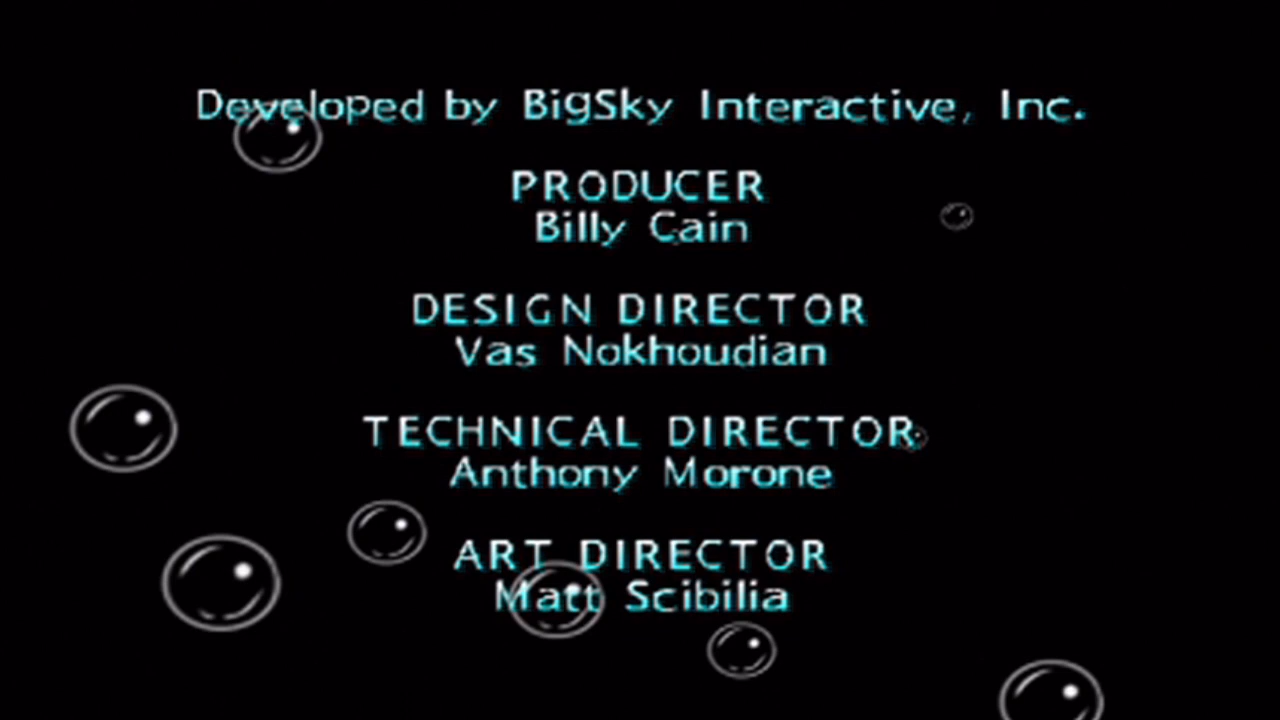 Developed by BigSky Interactive, Inc.
PRODUCER
Billy Cain
DESIGN DIRECTOR
Vas Nokhoudian
TECHNICAL DIRECTOR
Anthony Morone
ART DIRECTOR
Matt Scibilia